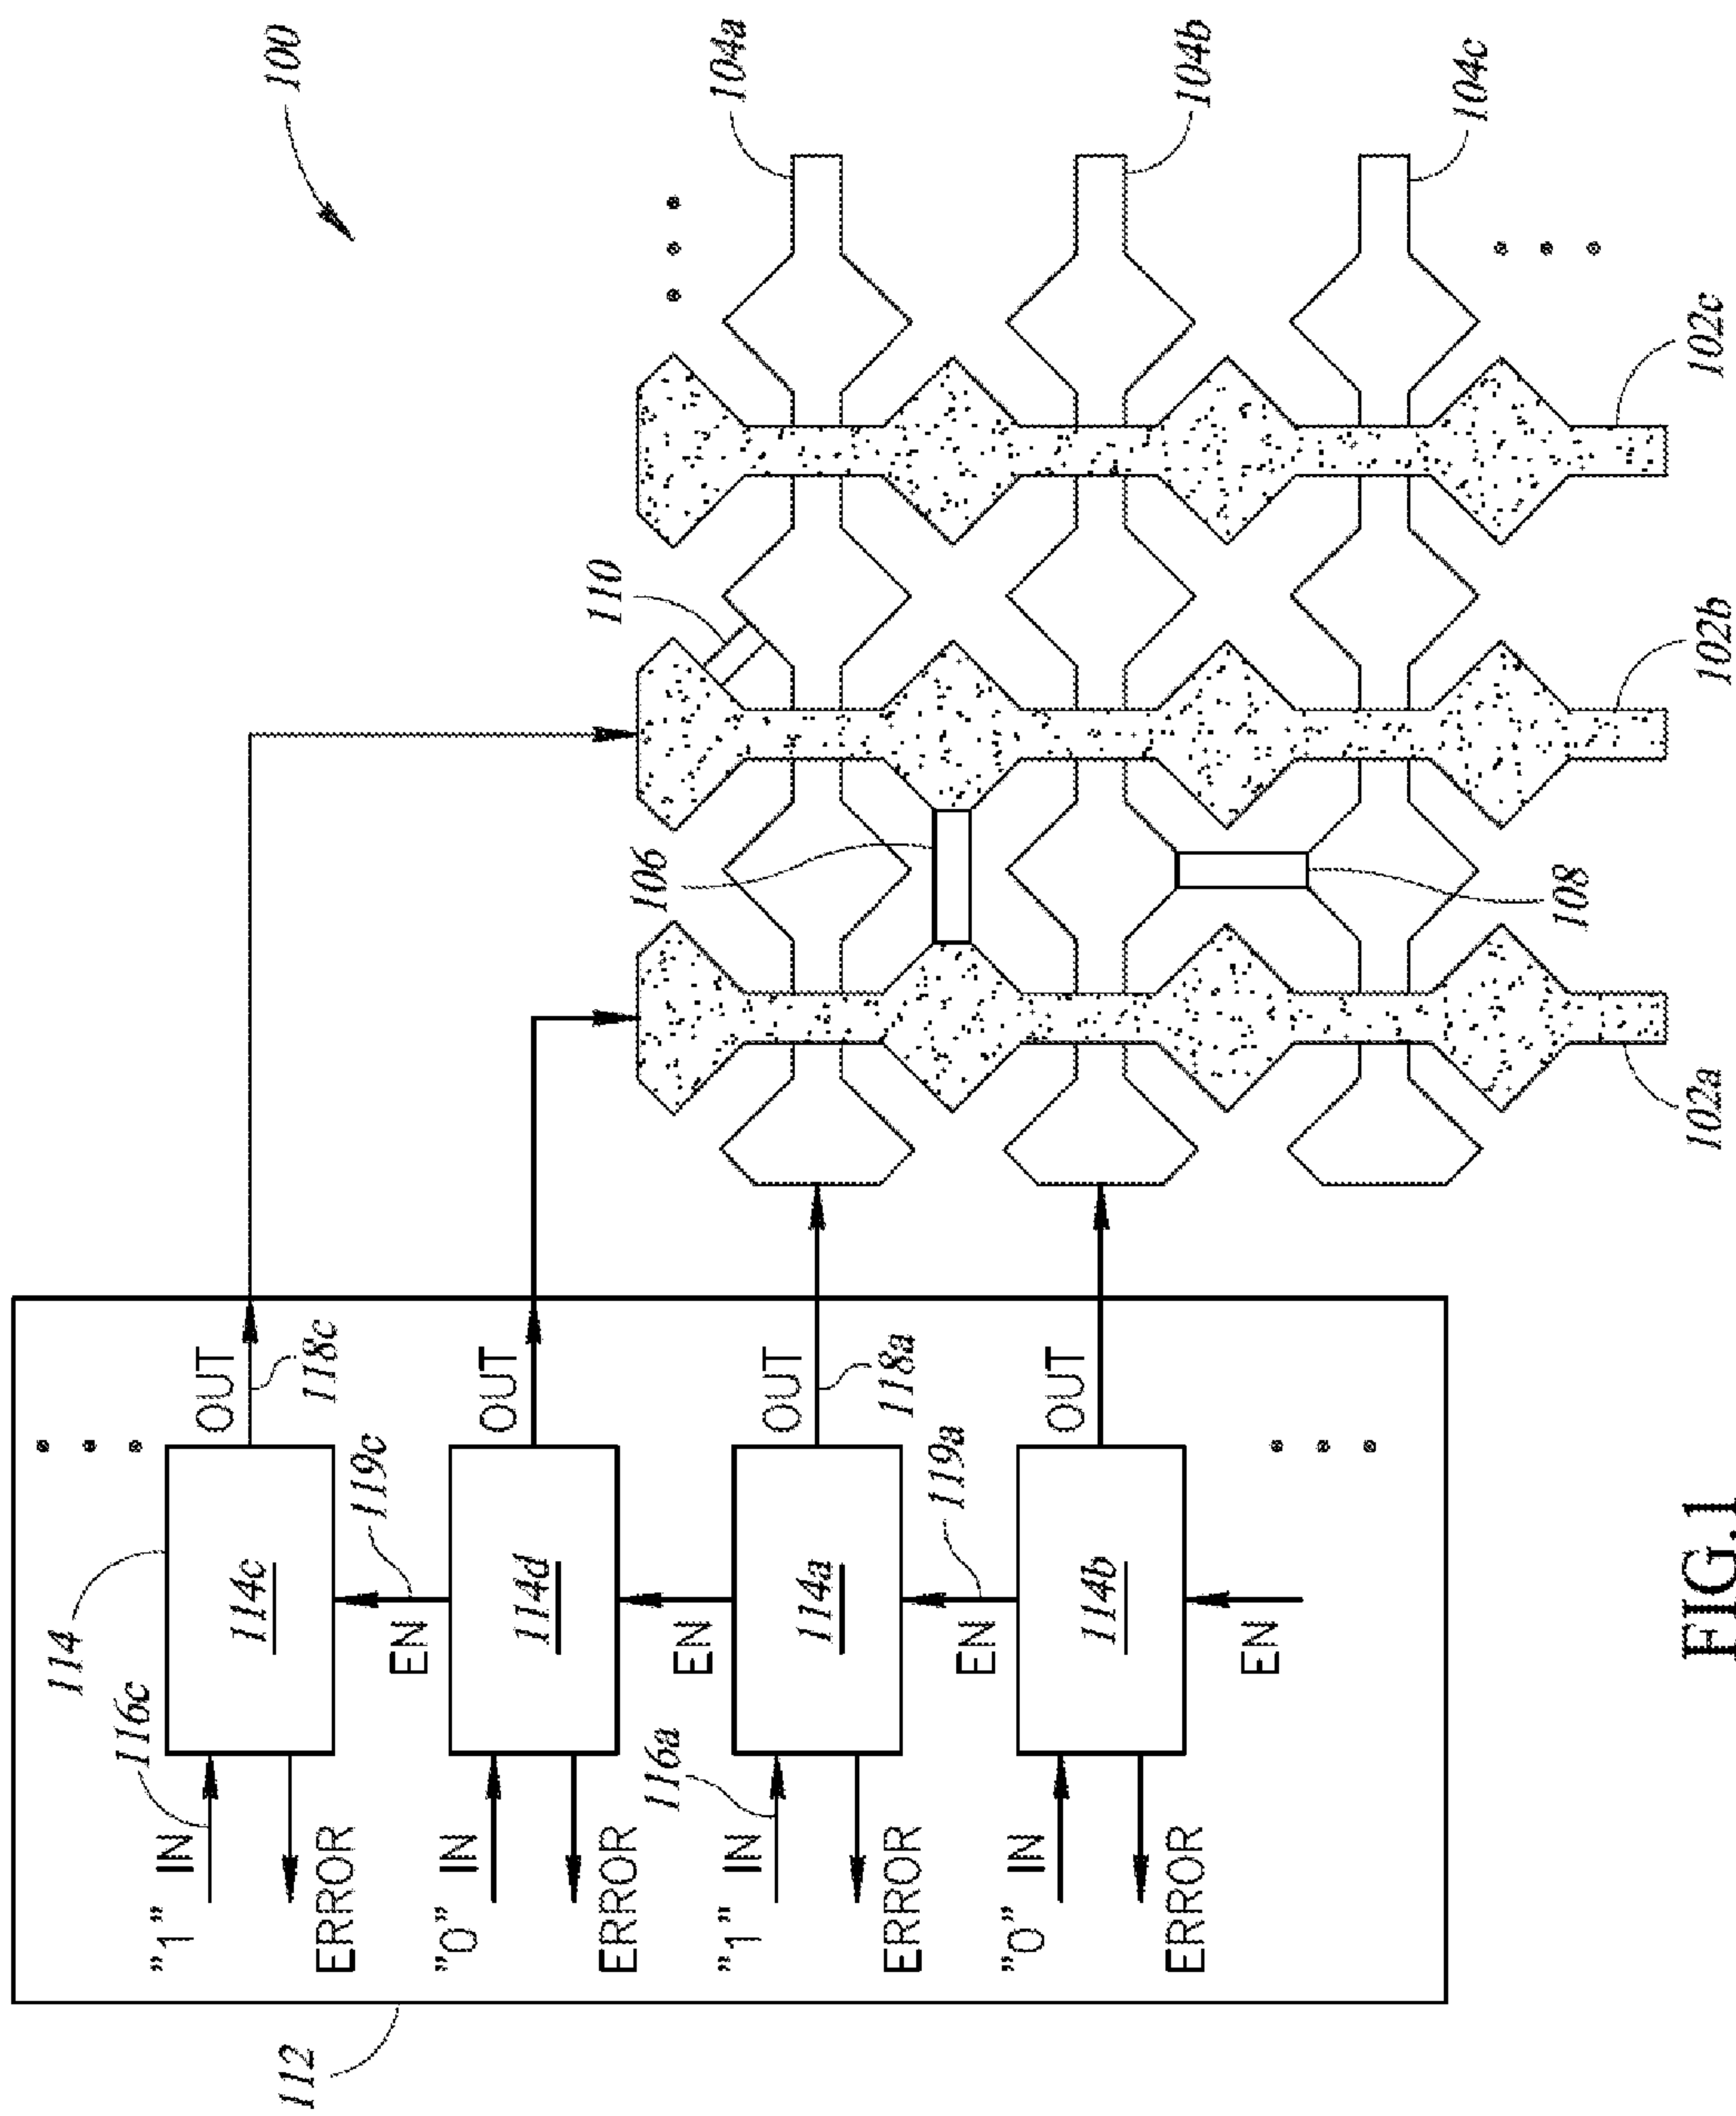 100
104a
104b
104c
102c
110
102b
106
108
102a
OUT
118c
OUT
OUT
118a
OUT
119c
119a
114
114c
EN
114d
EN
114a
EN
114b
EN
116c
"1" IN
ERROR
"0" IN
ERROR
116a
"1" IN
ERROR
"0" IN
ERROR
112
FIG.1